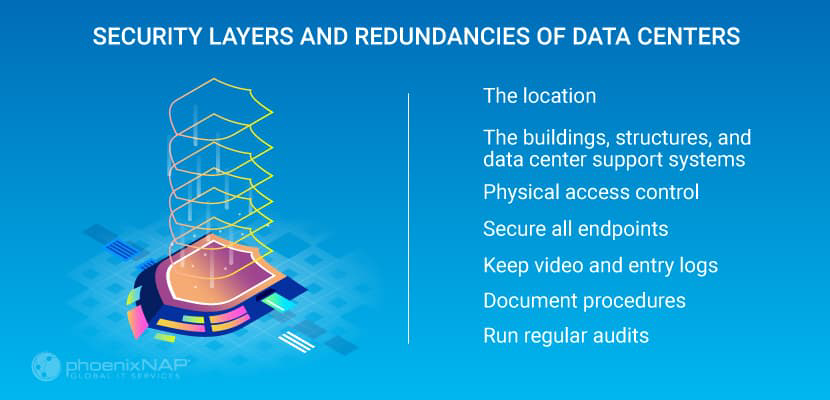 SECURITY LAYERS AND REDUNDANCIES OF DATA CENTERS
The location
The buildings, structures, and
data center support systems
Physical access control
Secure all endpoints
Keep video and entry logs
Document procedures
Run regular audits
phoenixNAP
GLOBAL IT SERVICES